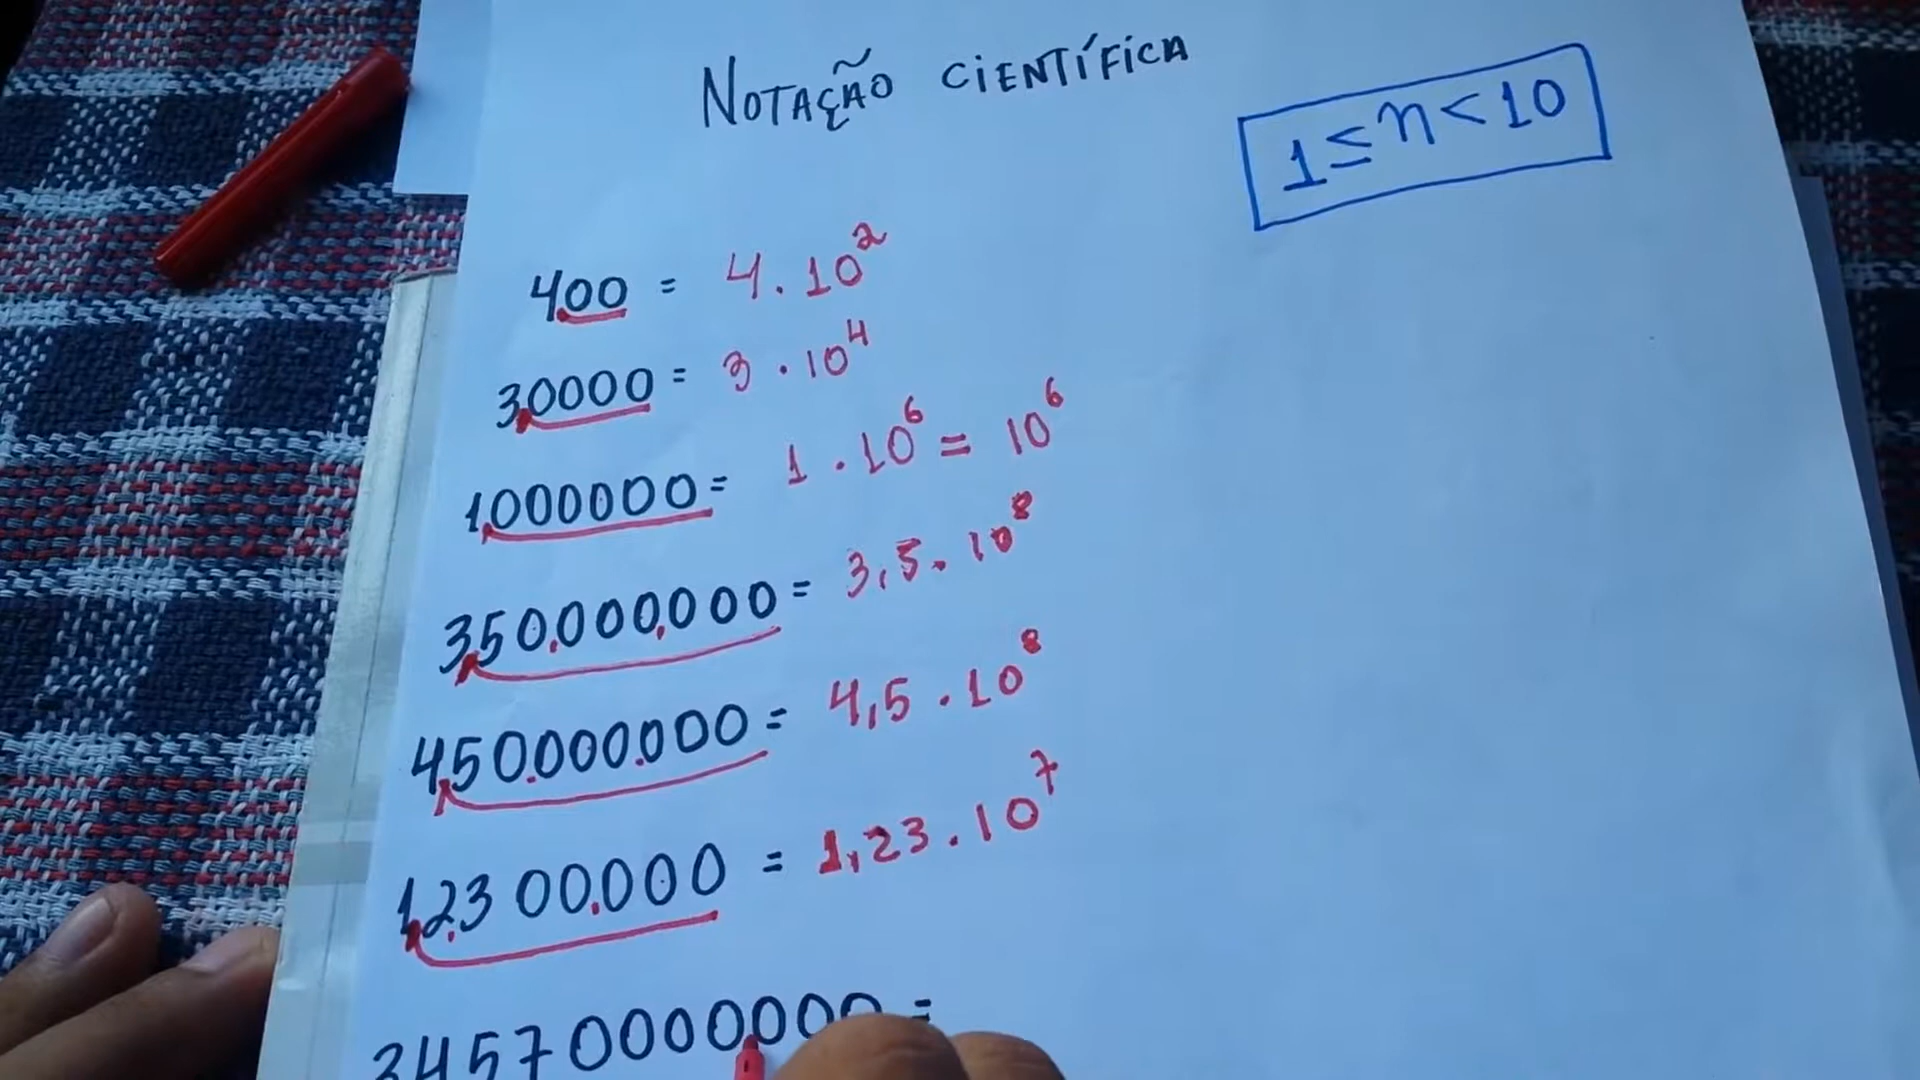 NOTAÇÃO CIENTÍFICA
1 ≤ n < 10
400 = 4 . 10²
30000 = 3 . 10⁴
1000000 = 1 . 10⁶ = 10⁶
350.000.000 = 3,5 . 10⁸
450.000.000 = 4,5 . 10⁸
12.300.000 = 1,23 . 10⁷
34570000000 =